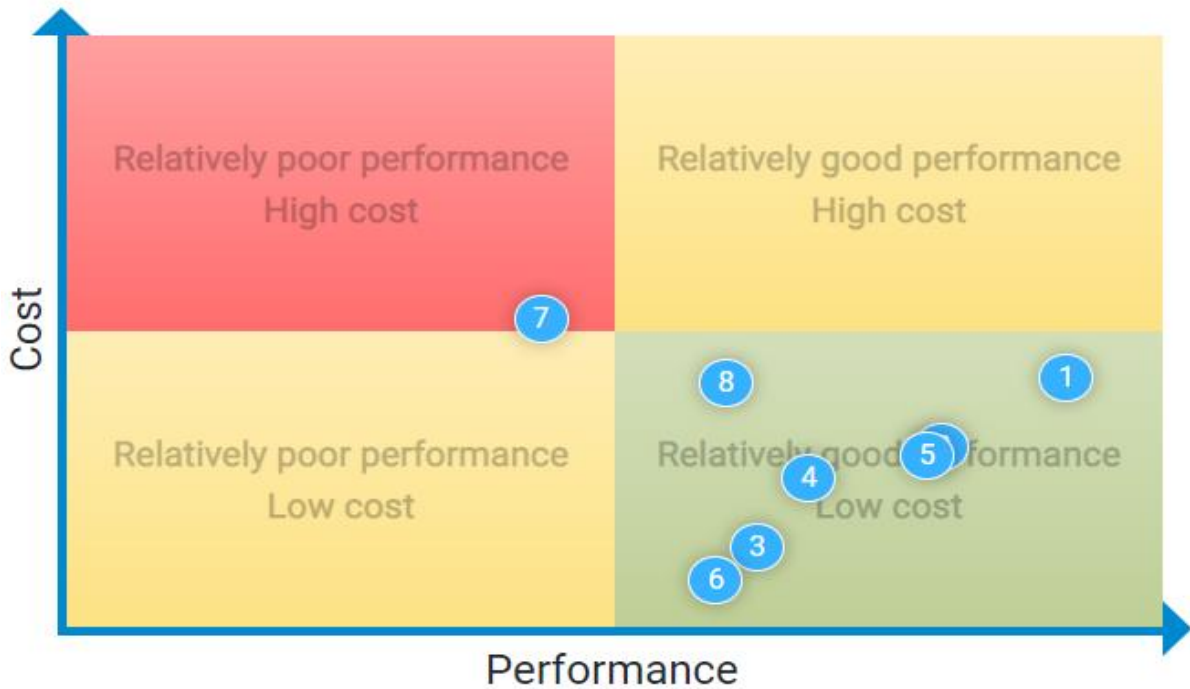 Relatively poor performance
High cost
Relatively good performance
High cost
7
Cost
8
1
Relatively poor performance
Low cost
Relatively good performance
Low cost
5
4
3
6
Performance